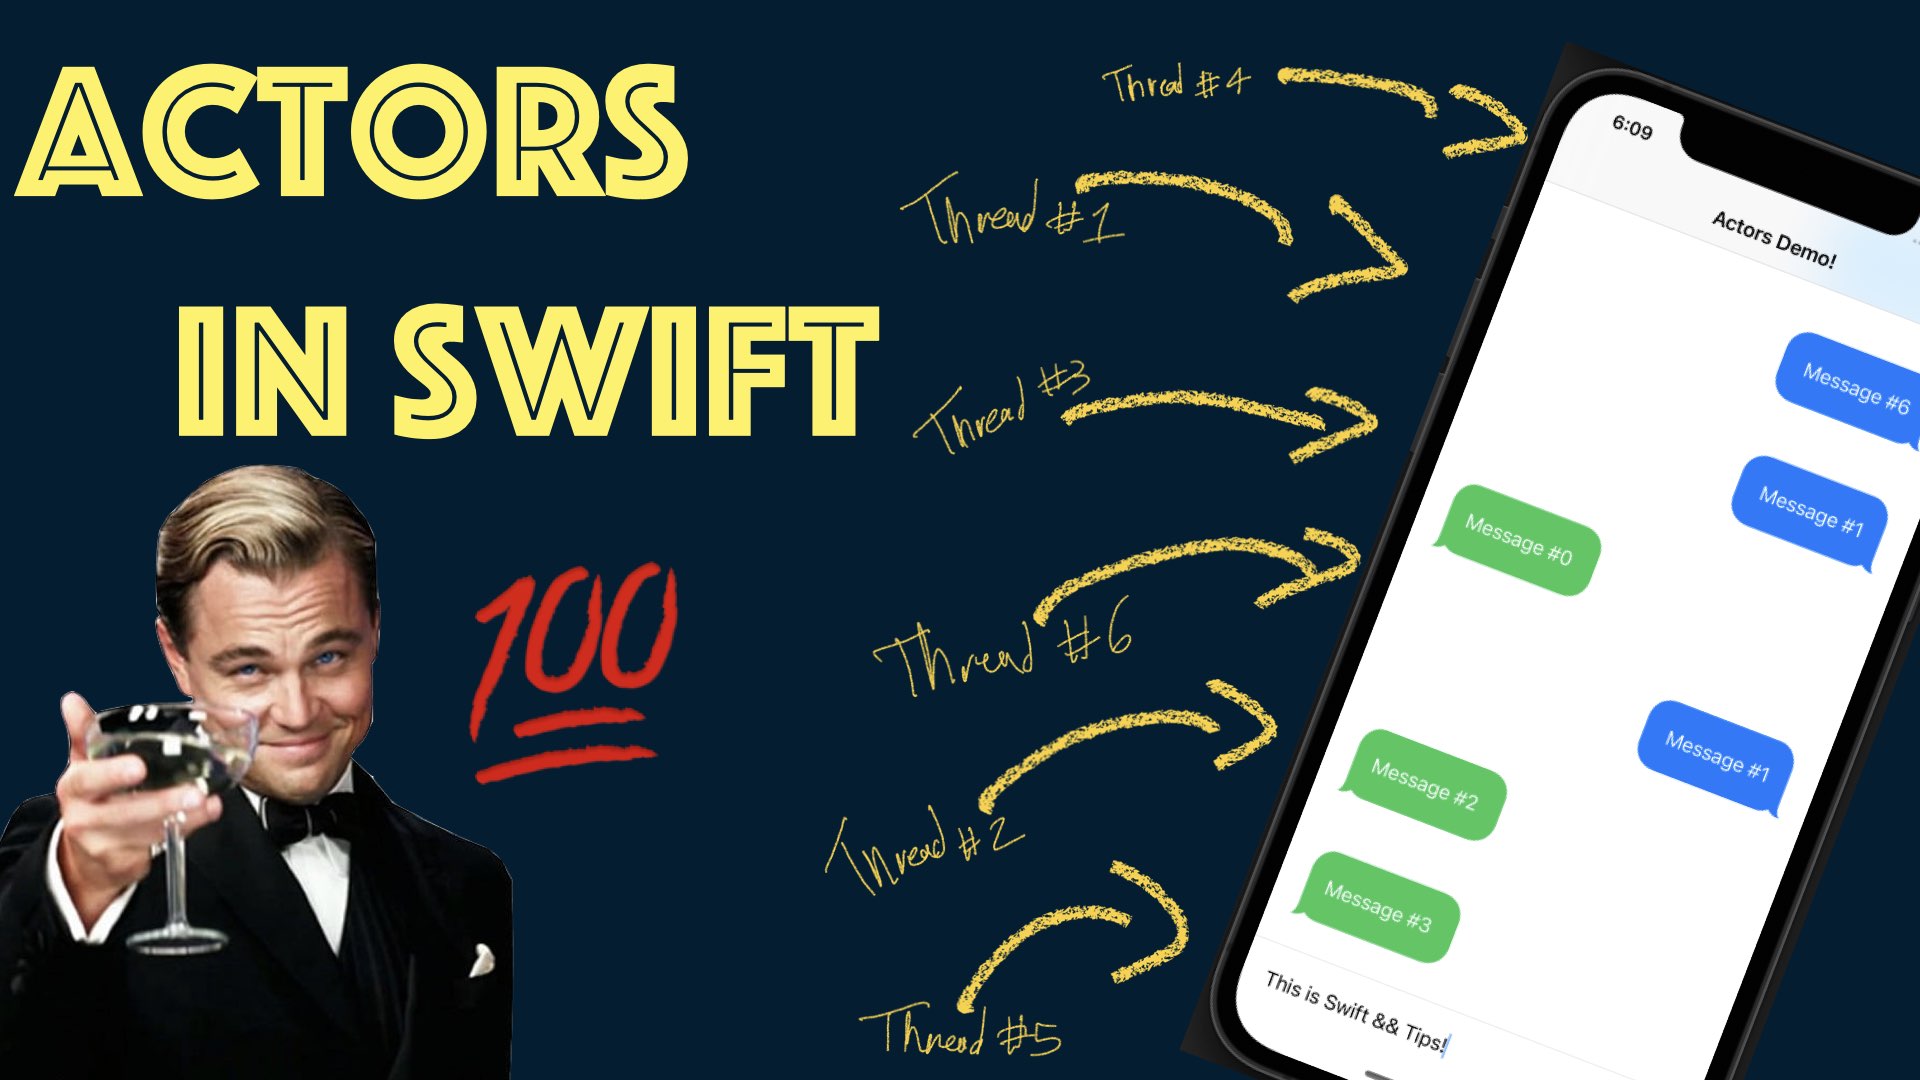 ACTORS
IN SWIFT
100
Thread #4
Thread #1
Thread #3
Thread #6
Thread #2
Thread #5
6:09
Actors Demo!
Message #6
Message #1
Message #0
Message #1
Message #2
Message #3
This is Swift && Tips!